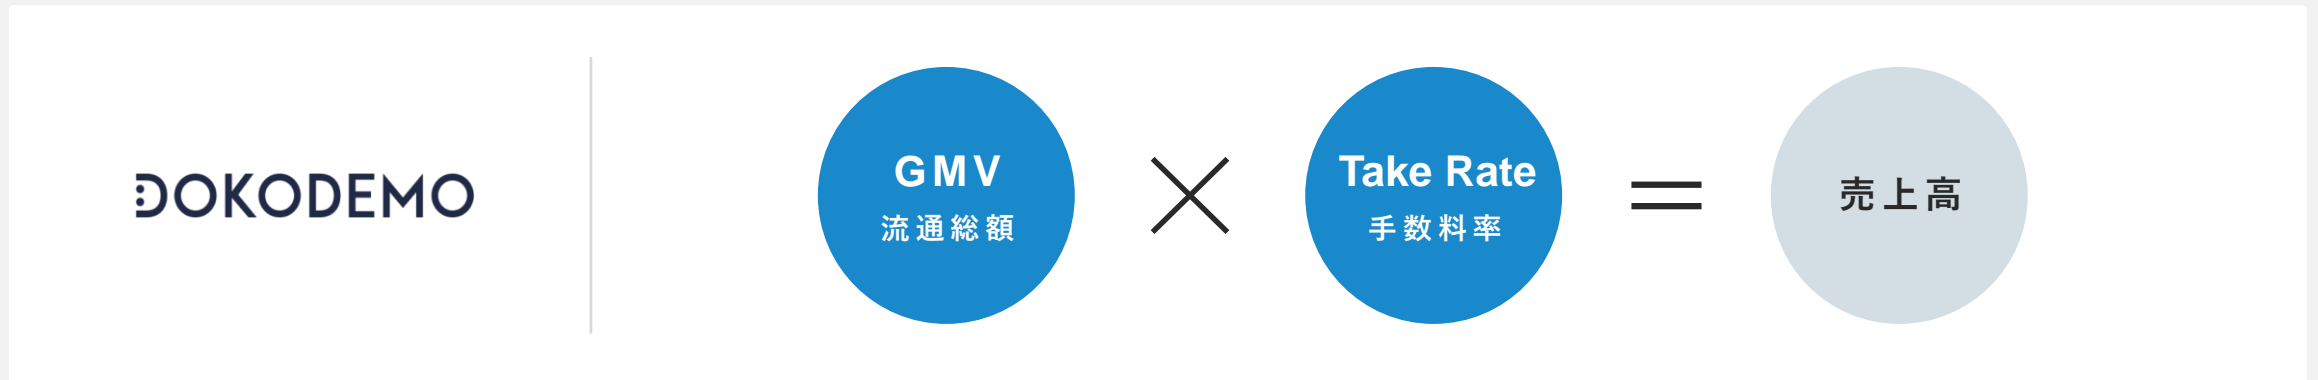 DOKODEMO
GMV
流通総額
×
Take Rate
手数料率
=
売上高